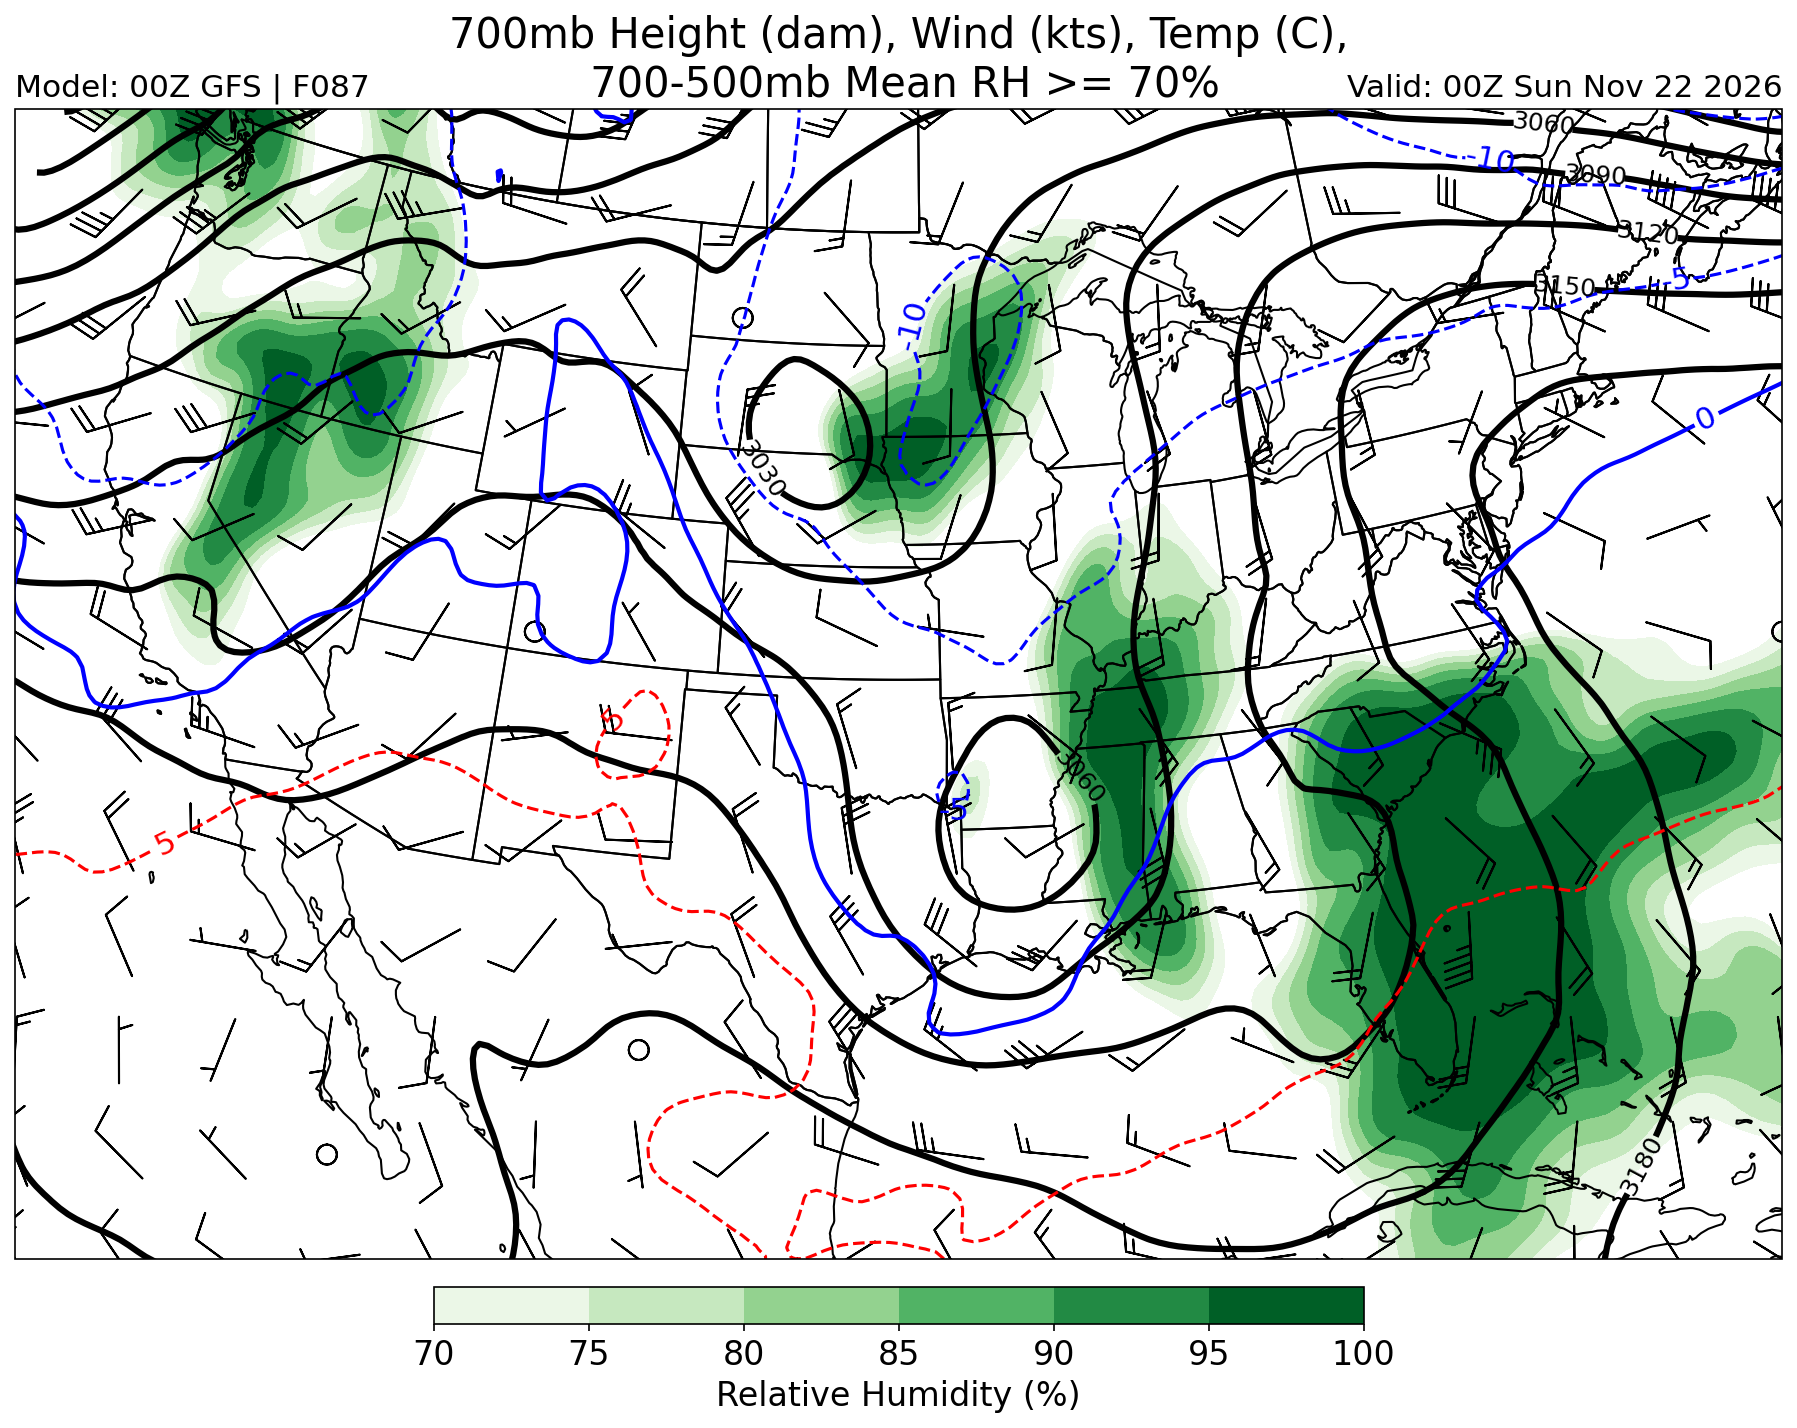 700mb Height (dam), Wind (kts), Temp (C),
700-500mb Mean RH >= 70%
Model: 00Z GFS | F087
Valid: 00Z Sun Nov 22 2026
3060
-10
3090
3120
-5
3150
-10
0
3030
5
3060
-5
5
3180
70 75 80 85 90 95 100
Relative Humidity (%)